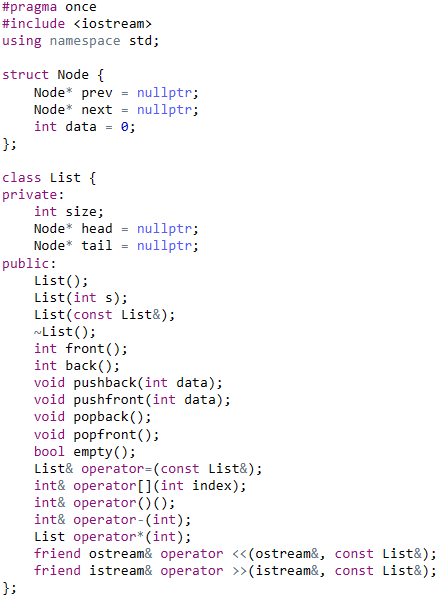 #pragma once
#include <iostream>
using namespace std;

struct Node {
    Node* prev = nullptr;
    Node* next = nullptr;
    int data = 0;
};

class List {
private:
    int size;
    Node* head = nullptr;
    Node* tail = nullptr;
public:
    List();
    List(int s);
    List(const List&);
    ~List();
    int front();
    int back();
    void pushback(int data);
    void pushfront(int data);
    void popback();
    void popfront();
    bool empty();
    List& operator=(const List&);
    int& operator[](int index);
    int& operator()();
    int& operator-(int);
    List operator*(int);
    friend ostream& operator <<(ostream&, const List&);
    friend istream& operator >>(istream&, const List&);
};